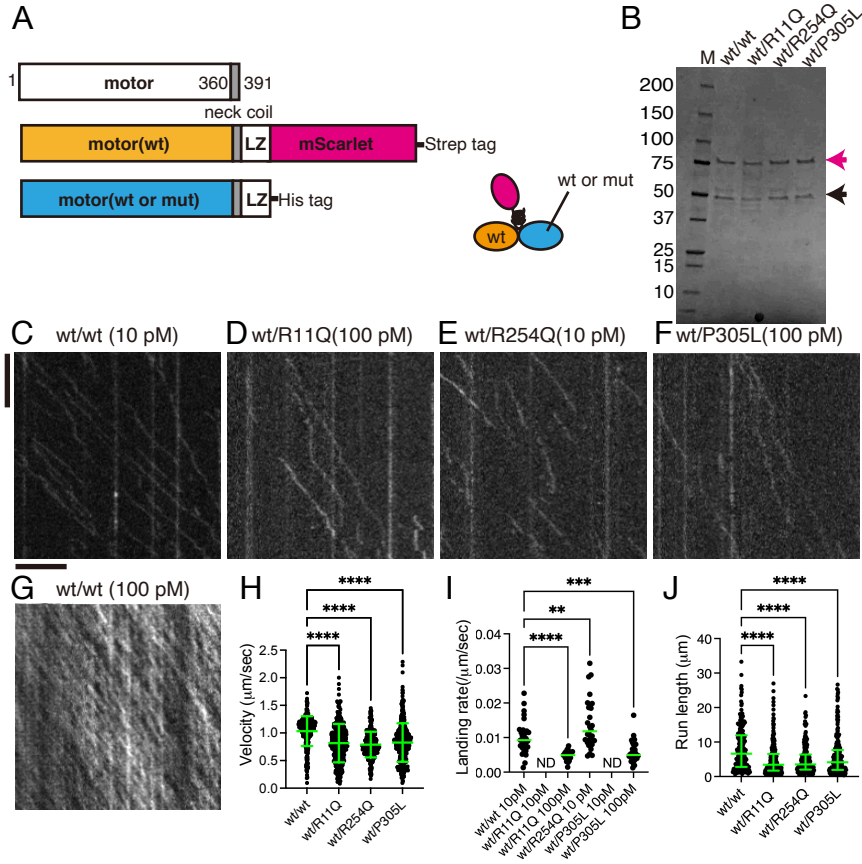 A
1
motor
360
391
neck coil
motor(wt)
LZ
mScarlet
Strep tag
motor(wt or mut)
LZ
His tag
wt or mut
wt
B
M
wt/wt
wt/R11Q
wt/R254Q
wt/P305L
200
150
100
75
50
37
25
15
10
C
wt/wt (10 pM)
D
wt/R11Q(100 pM)
E
wt/R254Q(10 pM)
F
wt/P305L(100 pM)
G
wt/wt (100 pM)
H
****
****
****
Velocity (μm/sec)
2.5
2.0
1.5
1.0
0.5
0.0
wt/wt
wt/R11Q
wt/R254Q
wt/P305L
I
***
**
****
Landing rate(/μm/sec)
0.04
0.03
0.02
0.01
0.00
ND
ND
wt/wt 10pM
wt/R11Q 10pM
wt/R11Q 100pM
wt/R254Q 10 pM
wt/P305L 10pM
wt/P305L 100pM
J
****
****
****
Run length (μm)
40
30
20
10
0
wt/wt
wt/R11Q
wt/R254Q
wt/P305L